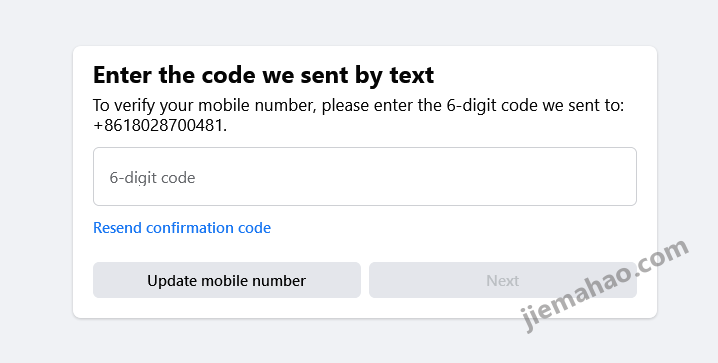 Enter the code we sent by text
To verify your mobile number, please enter the 6-digit code we sent to:
+8618028700481.
6-digit code
Resend confirmation code
Update mobile number
Next
jiemahao.com